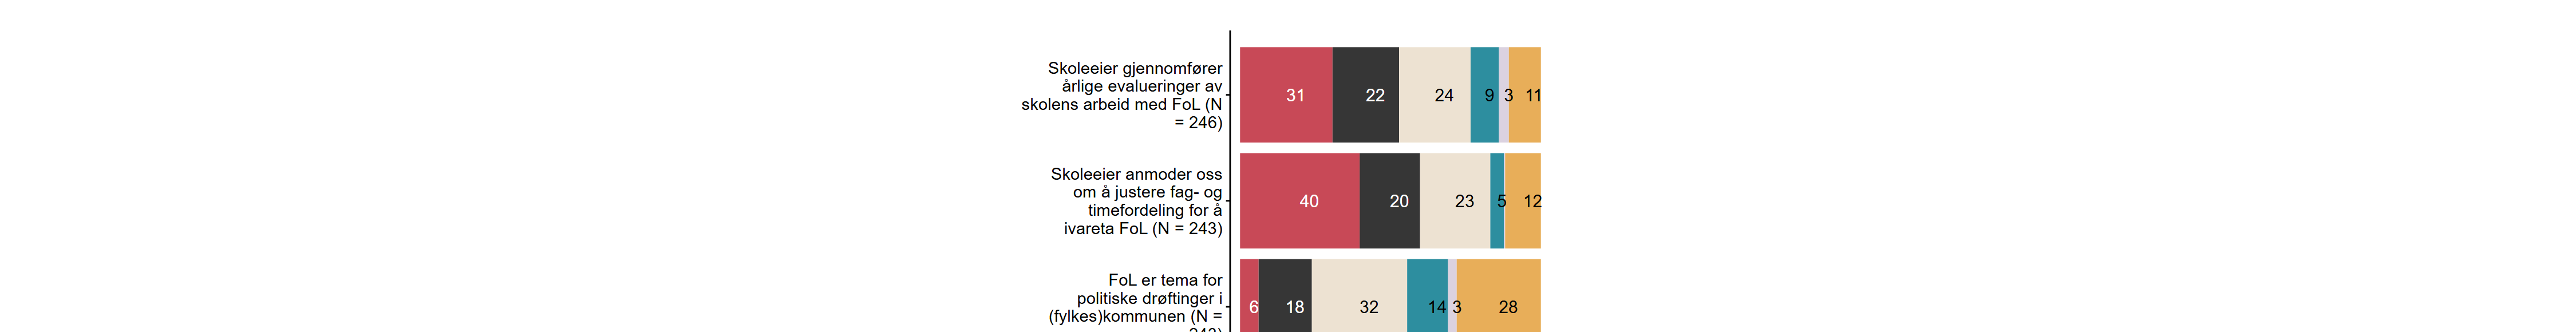 Skoleeier gjennomfører
årlige evalueringer av
skolens arbeid med FoL (N
= 246)
31 22 24 9 3 11
Skoleeier anmoder oss
om å justere fag- og
timefordeling for å
ivareta FoL (N = 243)
40 20 23 5 12
FoL er tema for
politiske drøftinger i
(fylkes)kommunen (N =
243)
6 18 32 14 3 28